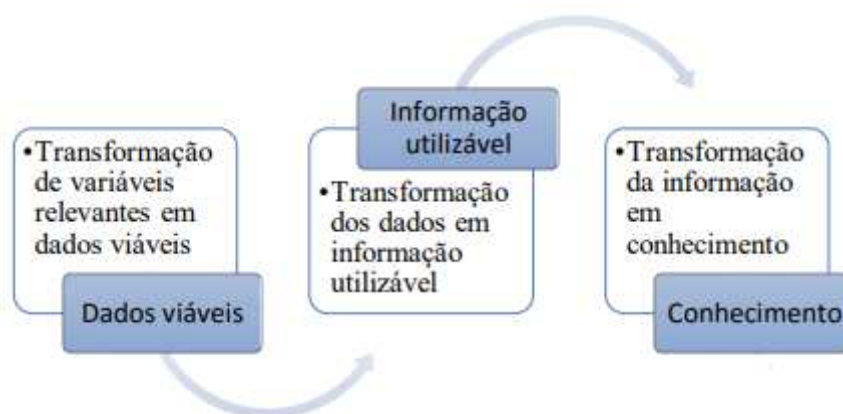 •Transformação
de variáveis
relevantes em
dados viáveis
Dados viáveis
Informação
utilizável
•Transformação
dos dados em
informação
utilizável
•Transformação
da informação
em
conhecimento
Conhecimento